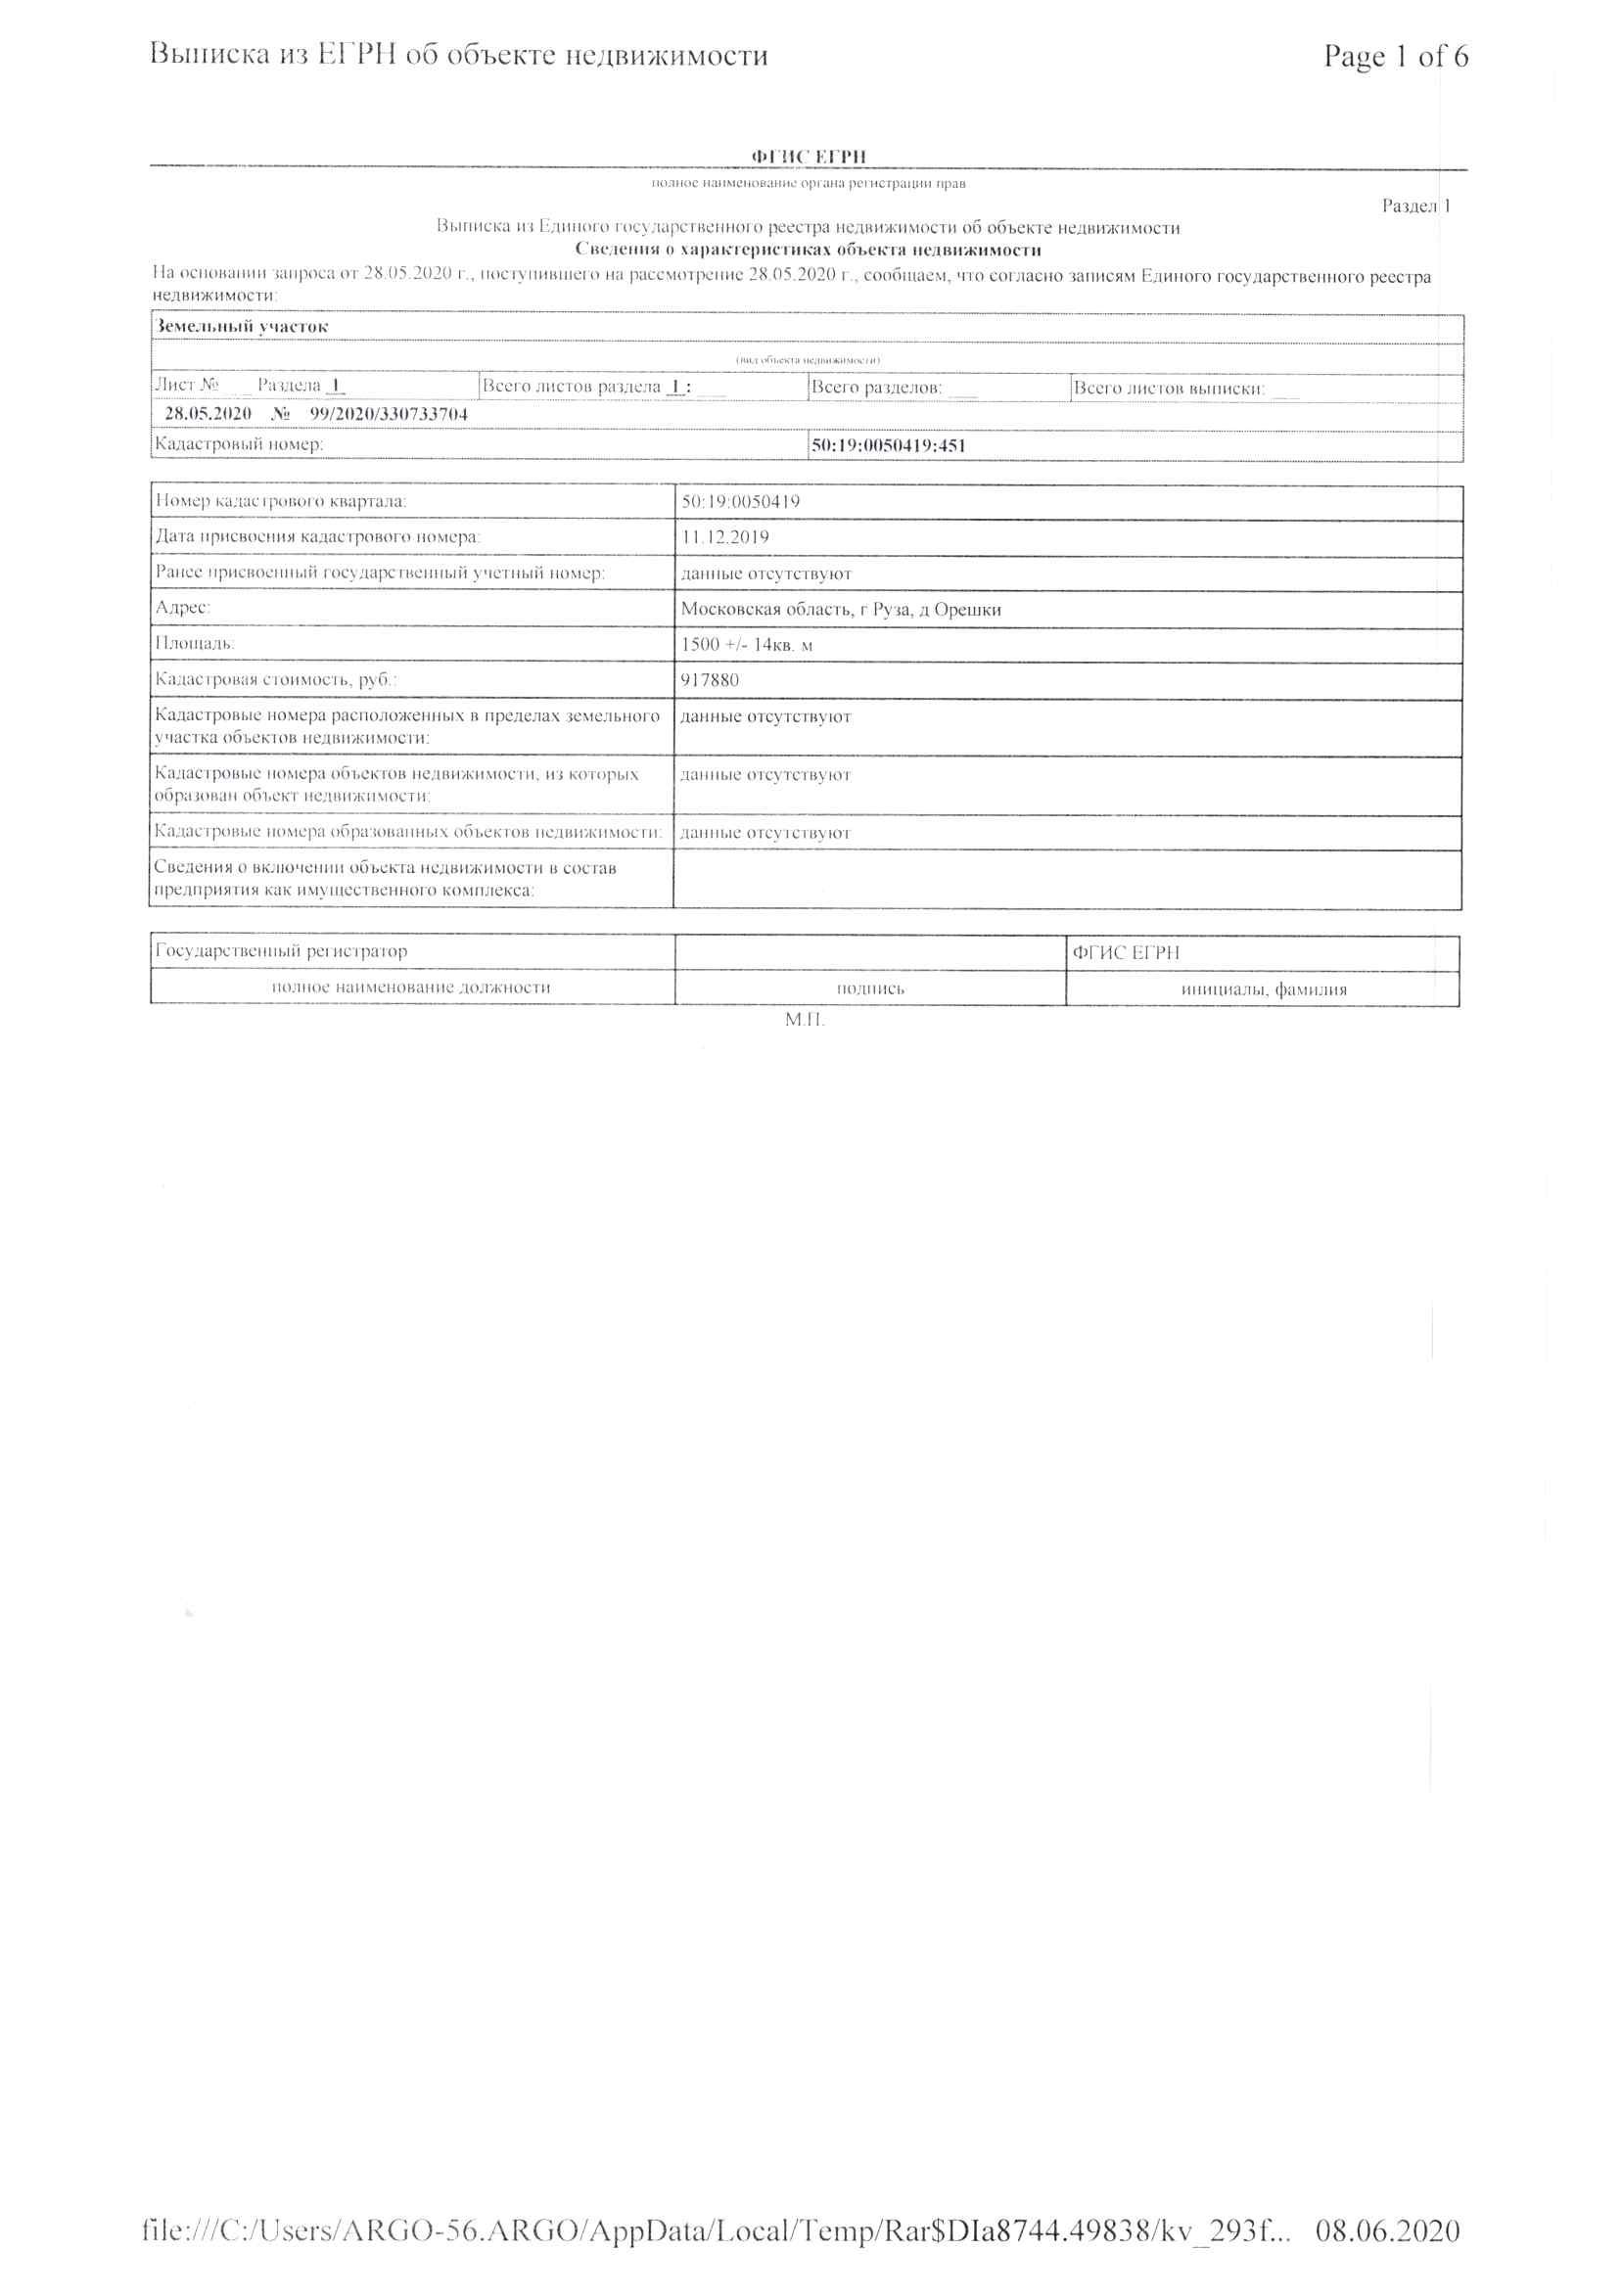 Выписка из ЕГРН об объекте недвижимости Page 1 of 6
ФГИС ЕГРН
полное наименование органа регистрации прав
Раздел 1
Выписка из Единого государственного реестра недвижимости об объекте недвижимости
Сведения о характеристиках объекта недвижимости
На основании запроса от 28.05.2020 г., поступившего на рассмотрение 28.05.2020 г., сообщаем, что согласно записям Единого государственного реестра
недвижимости:
Земельный участок
(вид объекта недвижимости)
Лист № ___ Раздела 1 Всего листов раздела 1 : ___ Всего разделов: ___ Всего листов выписки: ___
28.05.2020 № 99/2020/330733704
Кадастровый номер: 50:19:0050419:451
Номер кадастрового квартала: 50:19:0050419
Дата присвоения кадастрового номера: 11.12.2019
Ранее присвоенный государственный учетный номер: данные отсутствуют
Адрес: Московская область, г Руза, д Орешки
Площадь: 1500 +/- 14кв. м
Кадастровая стоимость, руб.: 917880
Кадастровые номера расположенных в пределах земельного данные отсутствуют
участка объектов недвижимости:
Кадастровые номера объектов недвижимости, из которых данные отсутствуют
образован объект недвижимости:
Кадастровые номера образованных объектов недвижимости: данные отсутствуют
Сведения о включении объекта недвижимости в состав
предприятия как имущественного комплекса:
Государственный регистратор ФГИС ЕГРН
полное наименование должности подпись инициалы, фамилия
М.П.
file:///C:/Users/ARGO-56.ARGO/AppData/Local/Temp/Rar$DIa8744.49838/kv_293f... 08.06.2020